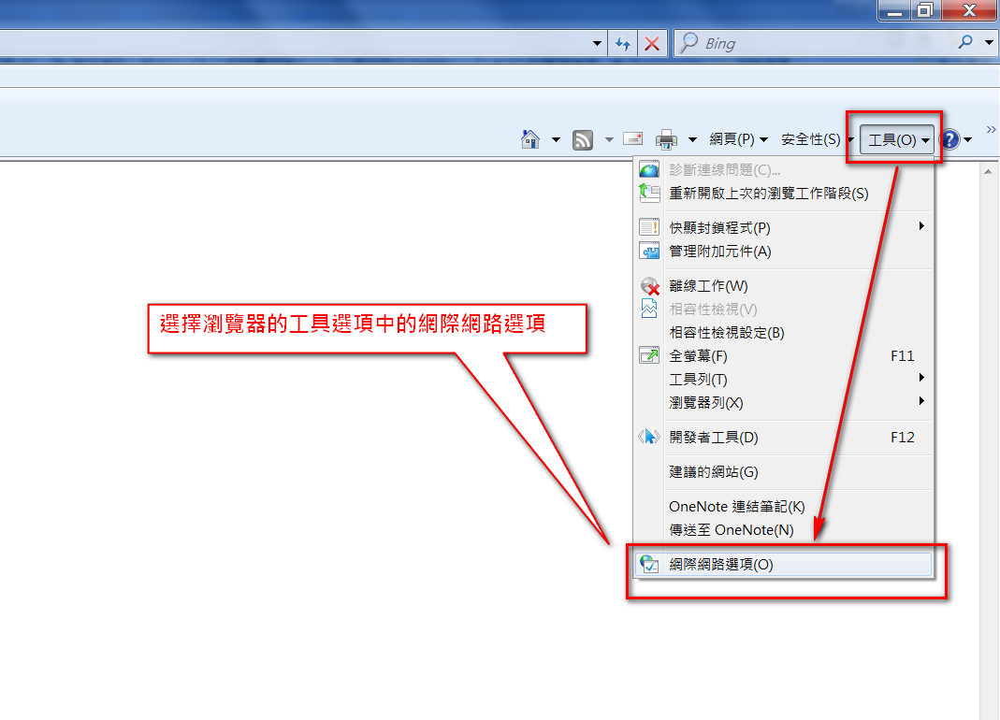 Bing
網頁(P)
安全性(S)
工具(O)
診斷連線問題(C)...
重新開啟上次的瀏覽工作階段(S)
快顯封鎖程式(P)
管理附加元件(A)
離線工作(W)
相容性檢視(V)
相容性檢視設定(B)
全螢幕(F) F11
工具列(T)
瀏覽器列(X)
開發者工具(D) F12
建議的網站(G)
OneNote 連結筆記(K)
傳送至 OneNote(N)
網際網路選項(O)
選擇瀏覽器的工具選項中的網際網路選項